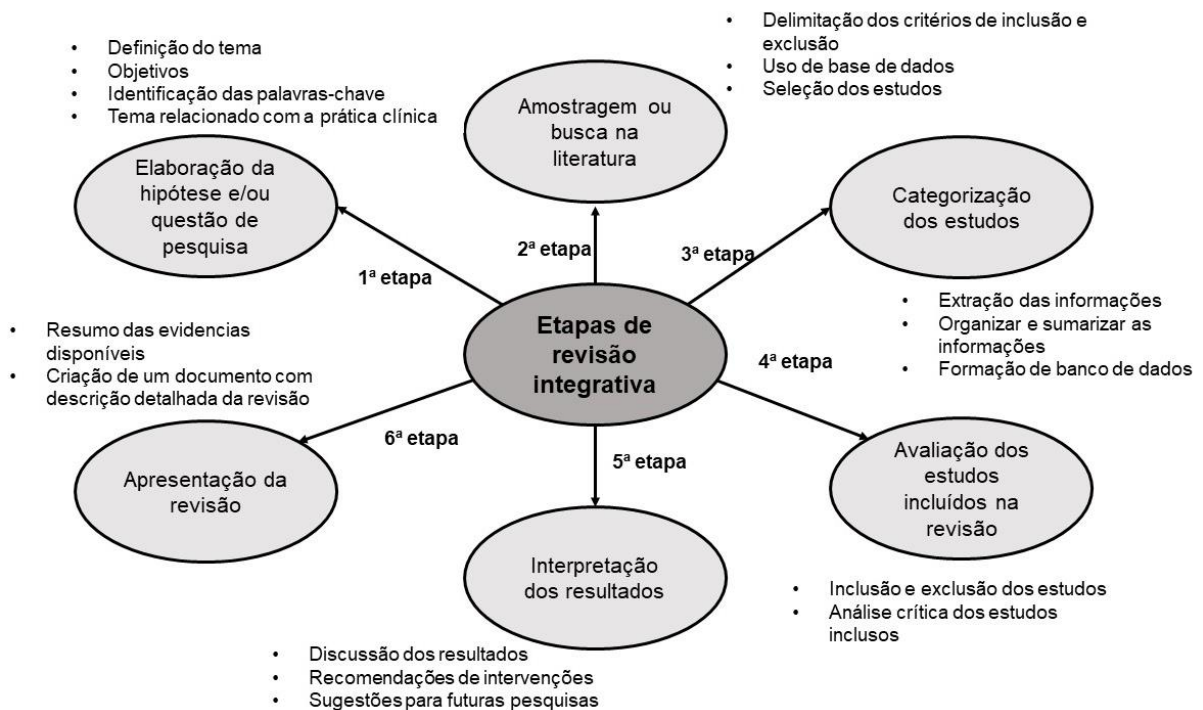 • Definição do tema
• Objetivos
• Identificação das palavras-chave
• Tema relacionado com a prática clínica
Elaboração da
hipótese e/ou
questão de
pesquisa
1ª etapa
Amostragem ou
busca na
literatura
2ª etapa
• Delimitação dos critérios de inclusão e
exclusão
• Uso de base de dados
• Seleção dos estudos
Categorização
dos estudos
3ª etapa
• Extração das informações
• Organizar e sumarizar as
informações
• Formação de banco de dados
Etapas de
revisão
integrativa
4ª etapa
Avaliação dos
estudos
incluídos na
revisão
• Inclusão e exclusão dos estudos
• Análise crítica dos estudos
inclusos
5ª etapa
Interpretação
dos resultados
• Discussão dos resultados
• Recomendações de intervenções
• Sugestões para futuras pesquisas
6ª etapa
• Resumo das evidencias
disponíveis
• Criação de um documento com
descrição detalhada da revisão
Apresentação da
revisão